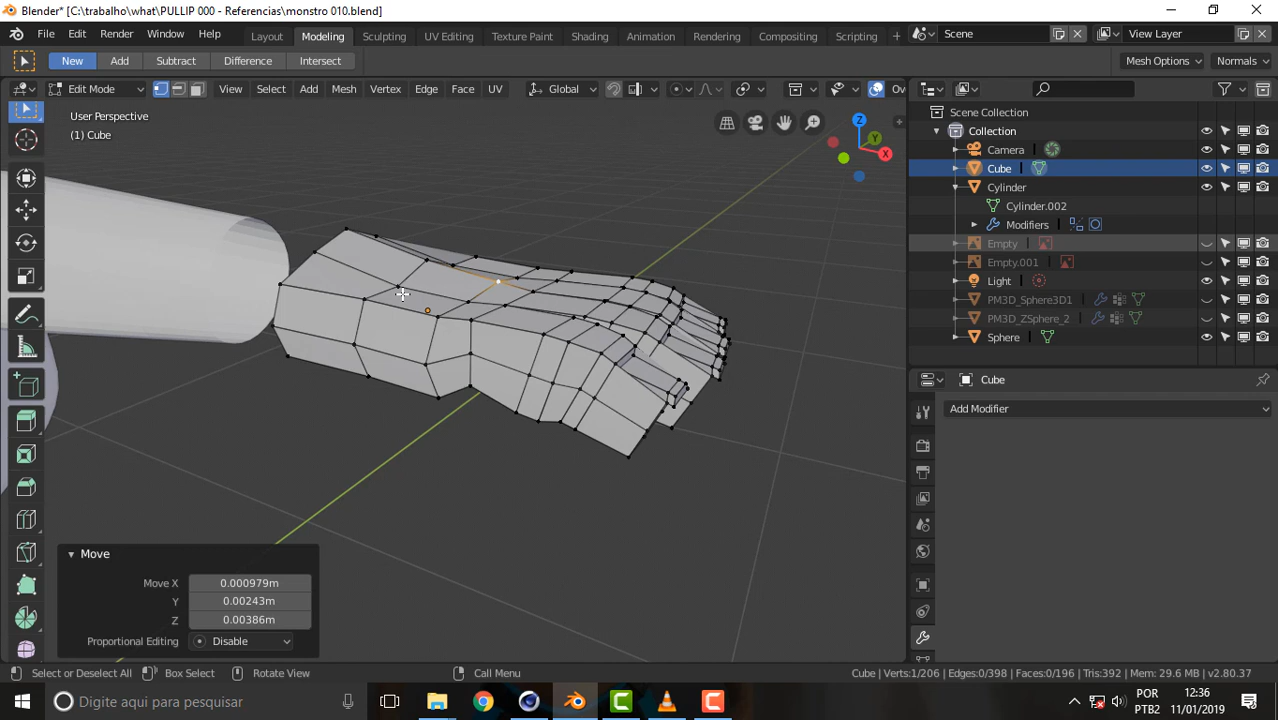 Blender* [C:\trabalho\what\PULLIP 000 - Referencias\monstro 010.blend]
File Edit Render Window Help Layout Modeling Sculpting UV Editing Texture Paint Shading Animation Rendering Compositing Scripting + Scene View Layer
New Add Subtract Difference Intersect Mesh Options Normals
Edit Mode View Select Add Mesh Vertex Edge Face UV Global
User Perspective
(1) Cube
Z
Y
X
Scene Collection
Collection
Camera
Cube
Cylinder
Cylinder.002
Modifiers
Empty
Empty.001
Light
PM3D_Sphere3D1
PM3D_ZSphere_2
Sphere
Cube
Add Modifier
Move
Move X 0.000979m
Y 0.00243m
Z 0.00386m
Proportional Editing Disable
Select or Deselect All Box Select Rotate View Call Menu Cube | Verts:1/206 | Edges:0/398 | Faces:0/196 | Tris:392 | Mem: 29.6 MB | v2.80.37
Digite aqui para pesquisar
POR
PTB2
12:36
11/01/2019